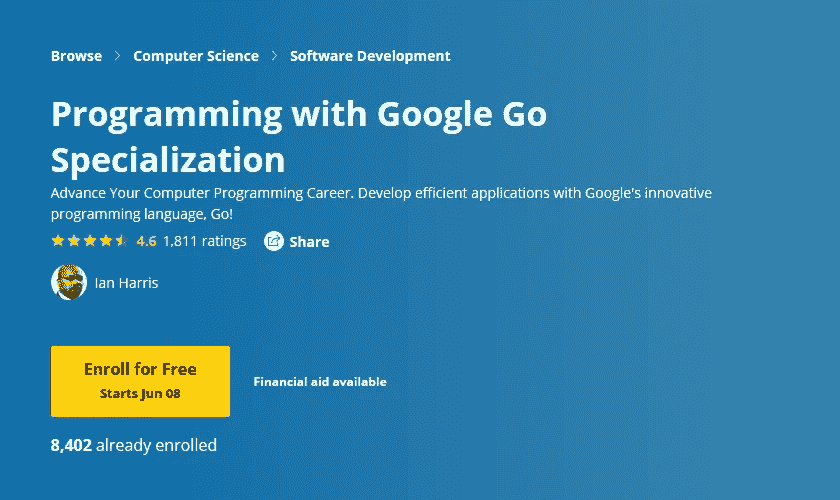 Browse > Computer Science > Software Development
Programming with Google Go
Specialization
Advance Your Computer Programming Career. Develop efficient applications with Google's innovative
programming language, Go!
4.6 1,811 ratings Share
Ian Harris
Enroll for Free
Starts Jun 08
Financial aid available
8,402 already enrolled